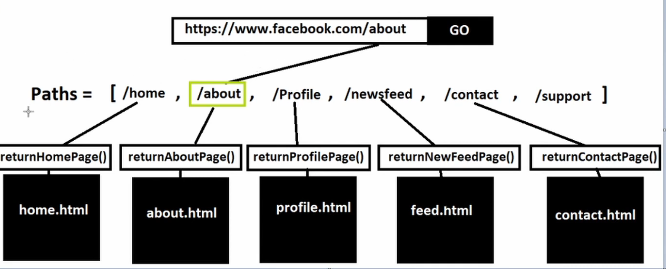 https://www.facebook.com/about GO
Paths = [ /home , /about , /Profile , /newsfeed , /contact , /support ]
returnHomePage() returnAboutPage() returnProfilePage() returnNewFeedPage() returnContactPage()
home.html about.html profile.html feed.html contact.html